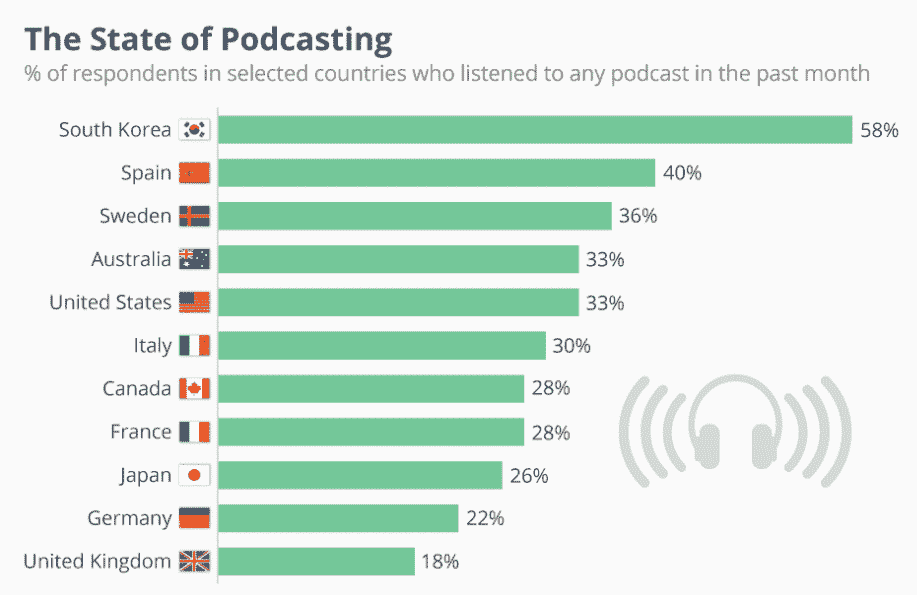 The State of Podcasting
% of respondents in selected countries who listened to any podcast in the past month
South Korea 58%
Spain 40%
Sweden 36%
Australia 33%
United States 33%
Italy 30%
Canada 28%
France 28%
Japan 26%
Germany 22%
United Kingdom 18%